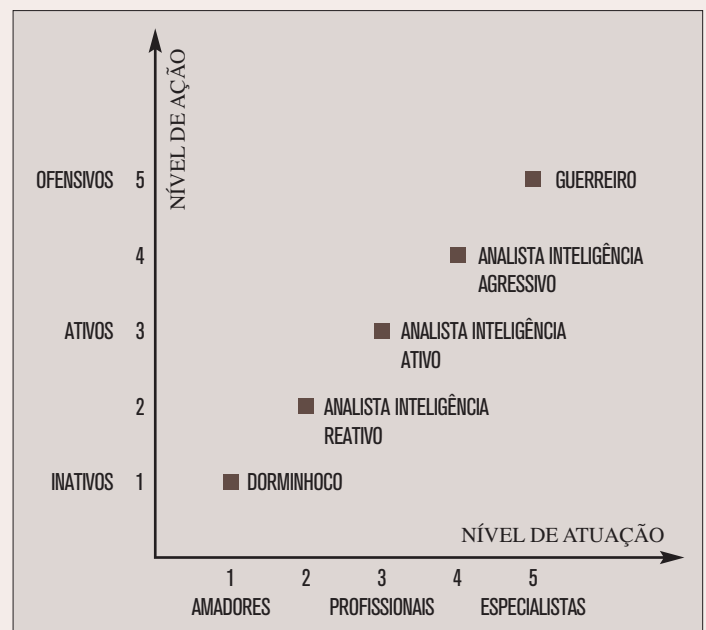 NÍVEL DE AÇÃO
OFENSIVOS 5
GUERREIRO
4
ANALISTA INTELIGÊNCIA
AGRESSIVO
ATIVOS 3
ANALISTA INTELIGÊNCIA
ATIVO
2
ANALISTA INTELIGÊNCIA
REATIVO
INATIVOS 1
DORMINHOCO
NÍVEL DE ATUAÇÃO
1 2 3 4 5
AMADORES PROFISSIONAIS ESPECIALISTAS